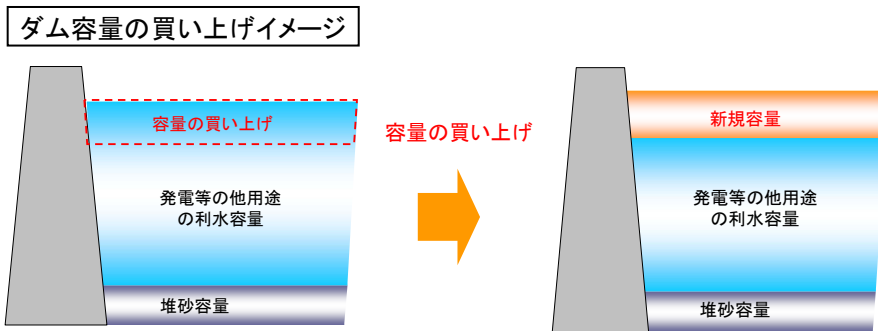 ダム容量の買い上げイメージ
容量の買い上げ
発電等の他用途
の利水容量
堆砂容量
容量の買い上げ
新規容量
発電等の他用途
の利水容量
堆砂容量